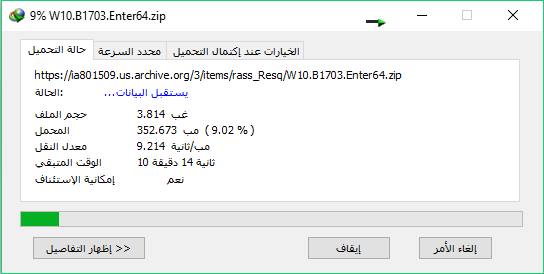 9% W10.B1703.Enter64.zip
حالة التحميل
محدد السرعة
الخيارات عند إكتمال التحميل
https://ia801509.us.archive.org/3/items/rass_Resq/W10.B1703.Enter64.zip
الحالة: يستقبل البيانات...
حجم الملف 3.814 غب
المحمل 352.673 مب ( 9.02 % )
معدل النقل 9.214 مب/ثانية
الوقت المتبقي 10 دقيقة 14 ثانية
إمكانية الإستئناف نعم
إظهار التفاصيل >>
إيقاف
إلغاء الأمر